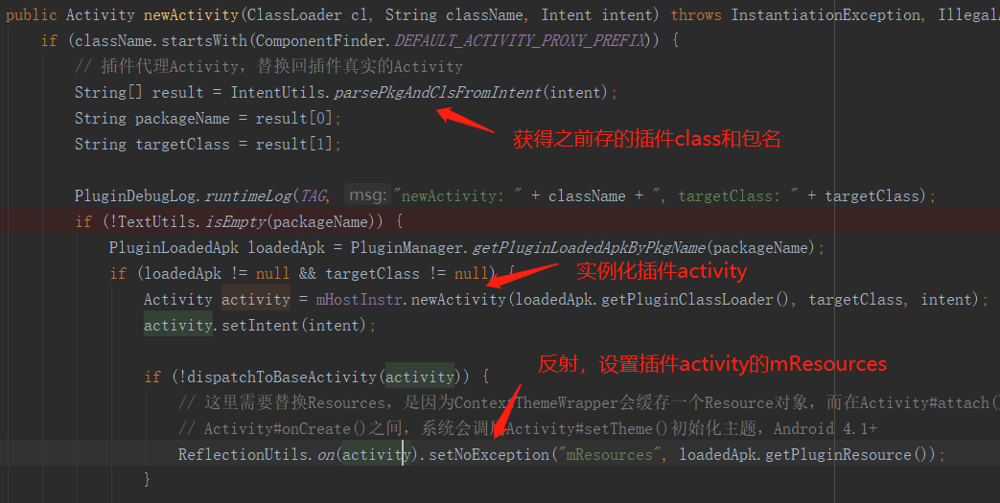 public Activity newActivity(ClassLoader cl, String className, Intent intent) throws InstantiationException, IllegalA
if (className.startsWith(ComponentFinder.DEFAULT_ACTIVITY_PROXY_PREFIX)) {
// 插件代理Activity，替换回插件真实的Activity
String[] result = IntentUtils.parsePkgAndClsFromIntent(intent);
String packageName = result[0];
String targetClass = result[1];
获得之前存的插件class和包名
PluginDebugLog.runtimeLog(TAG, msg: "newActivity: " + className + ", targetClass: " + targetClass);
if (!TextUtils.isEmpty(packageName)) {
PluginLoadedApk loadedApk = PluginManager.getPluginLoadedApkByPkgName(packageName);
if (loadedApk != null && targetClass != null) {
实例化插件activity
Activity activity = mHostInstr.newActivity(loadedApk.getPluginClassLoader(), targetClass, intent);
activity.setIntent(intent);
反射，设置插件activity的mResources
if (!dispatchToBaseActivity(activity)) {
// 这里需要替换Resources，是因为ContextThemeWrapper会缓存一个Resource对象，而在Activity#attach()
// Activity#onCreate()之间，系统会调Activity#setTheme()初始化主题，Android 4.1+
ReflectionUtils.on(activity).setNoException("mResources", loadedApk.getPluginResource());
}